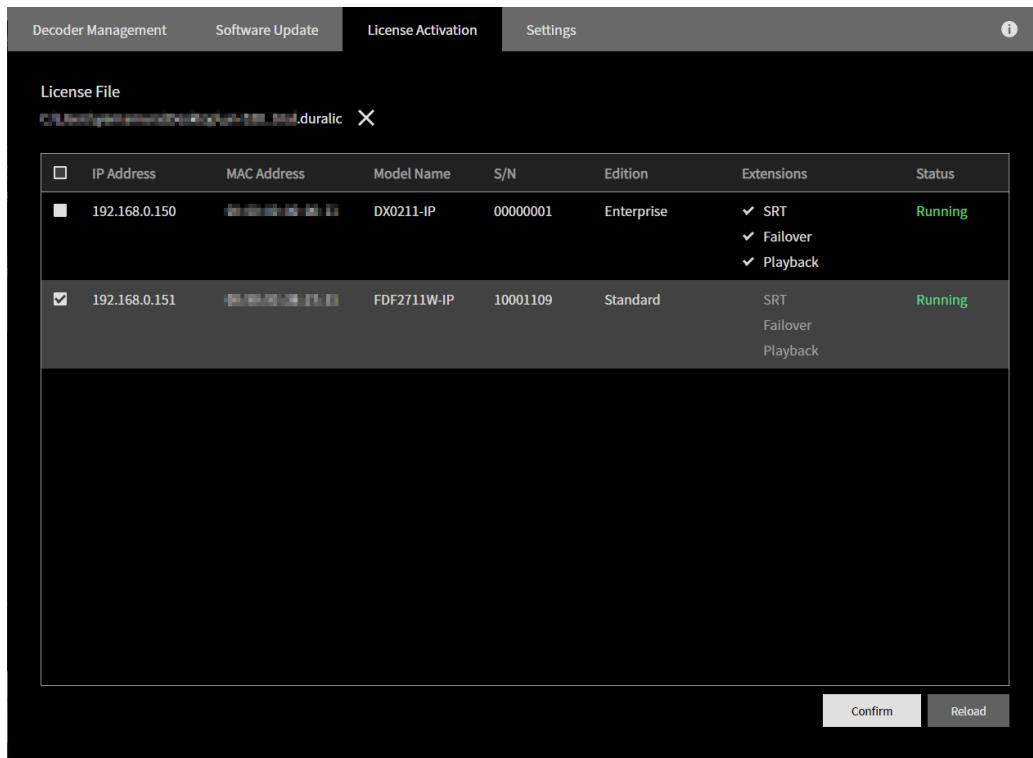 Decoder Management Software Update License Activation Settings
License File
.duralic
IP Address MAC Address Model Name S/N Edition Extensions Status
192.168.0.150 DX0211-IP 00000001 Enterprise SRT Running
Failover
Playback
192.168.0.151 FDF2711W-IP 10001109 Standard SRT Running
Failover
Playback
Confirm Reload